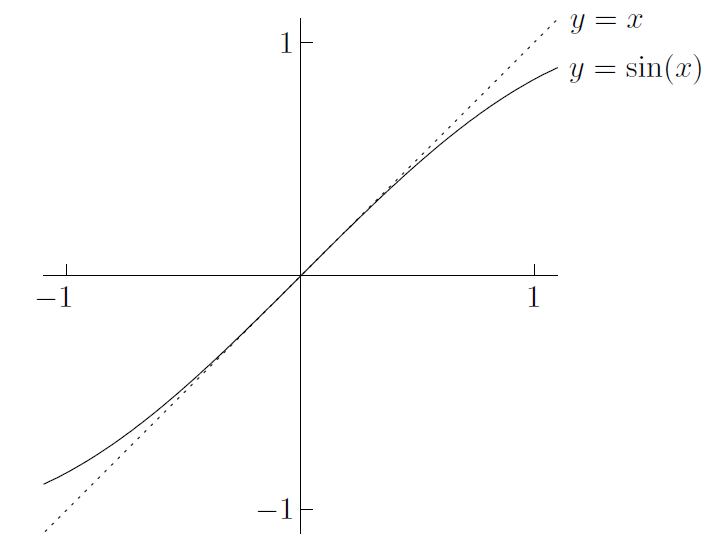 y = x
1
y = sin(x)
−1
1
−1